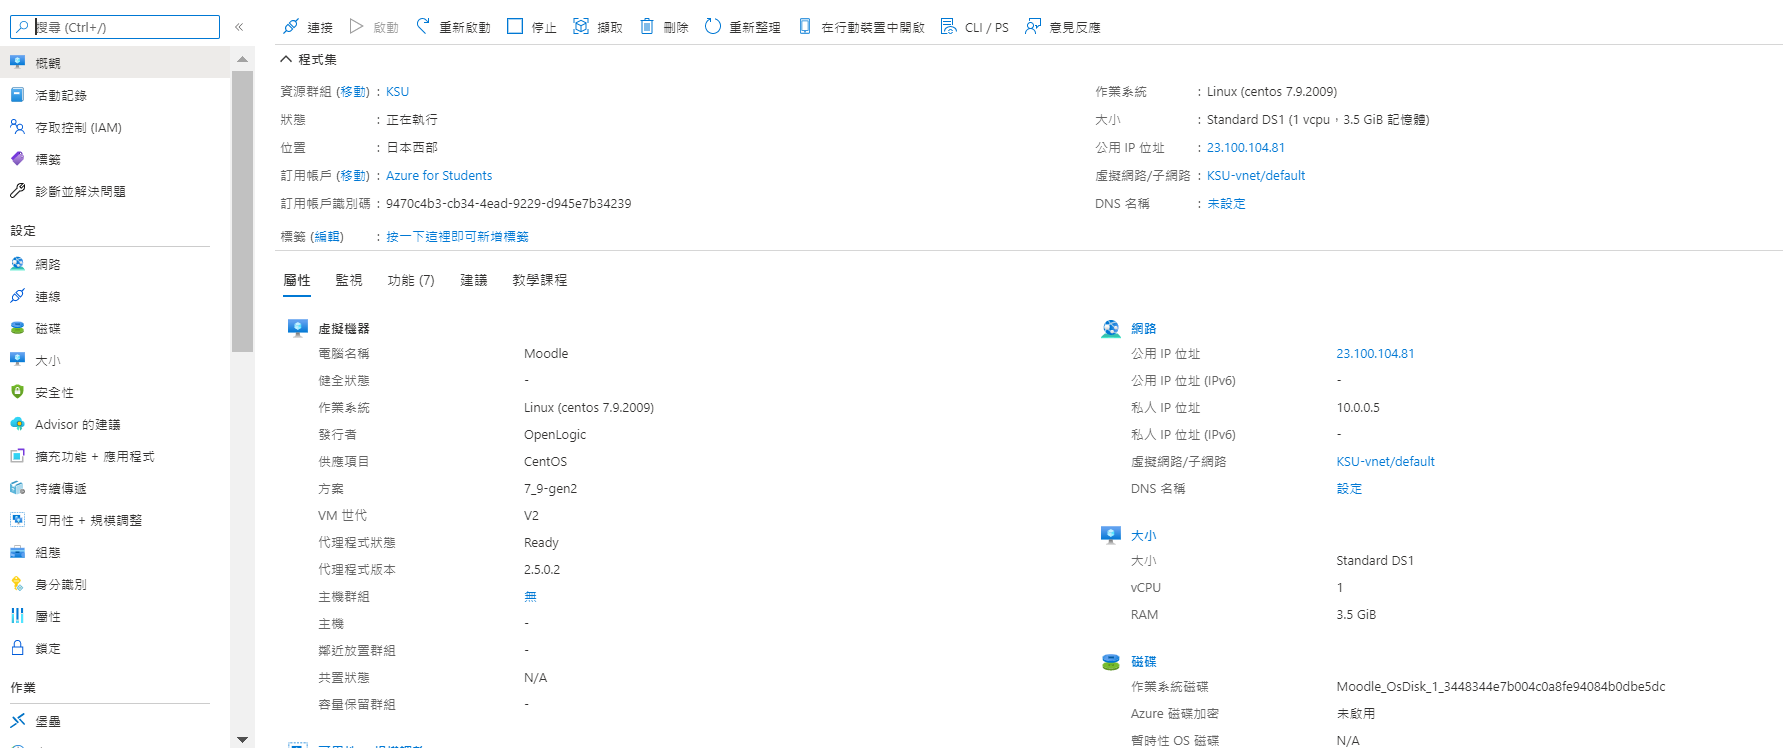 搜尋 (Ctrl+/)
«
概觀
活動記錄
存取控制 (IAM)
標籤
診斷並解決問題
設定
網路
連線
磁碟
大小
安全性
Advisor 的建議
擴充功能 + 應用程式
持續傳遞
可用性 + 規模調整
組態
身分識別
屬性
鎖定
作業
堡壘
連接 啟動 重新啟動 停止 擷取 刪除 重新整理 在行動裝置中開啟 CLI / PS 意見反應
程式集
資源群組 (移動) : KSU
狀態 : 正在執行
位置 : 日本西部
訂用帳戶 (移動) : Azure for Students
訂用帳戶識別碼 : 9470c4b3-cb34-4ead-9229-d945e7b34239
標籤 (編輯) : 按一下這裡即可新增標籤
作業系統 : Linux (centos 7.9.2009)
大小 : Standard DS1 (1 vcpu，3.5 GiB 記憶體)
公用 IP 位址 : 23.100.104.81
虛擬網路/子網路 : KSU-vnet/default
DNS 名稱 : 未設定
屬性 監視 功能 (7) 建議 教學課程
虛擬機器
電腦名稱 Moodle
健全狀態 -
作業系統 Linux (centos 7.9.2009)
發行者 OpenLogic
供應項目 CentOS
方案 7_9-gen2
VM 世代 V2
代理程式狀態 Ready
代理程式版本 2.5.0.2
主機群組 無
主機 -
鄰近放置群組 -
共置狀態 N/A
容量保留群組 -
可用性 + 規模調整
網路
公用 IP 位址 23.100.104.81
公用 IP 位址 (IPv6) -
私人 IP 位址 10.0.0.5
私人 IP 位址 (IPv6) -
虛擬網路/子網路 KSU-vnet/default
DNS 名稱 設定
大小
大小 Standard DS1
vCPU 1
RAM 3.5 GiB
磁碟
作業系統磁碟 Moodle_OsDisk_1_3448344e7b004c0a8fe94084b0dbe5dc
Azure 磁碟加密 未啟用
暫時性 OS 磁碟 N/A